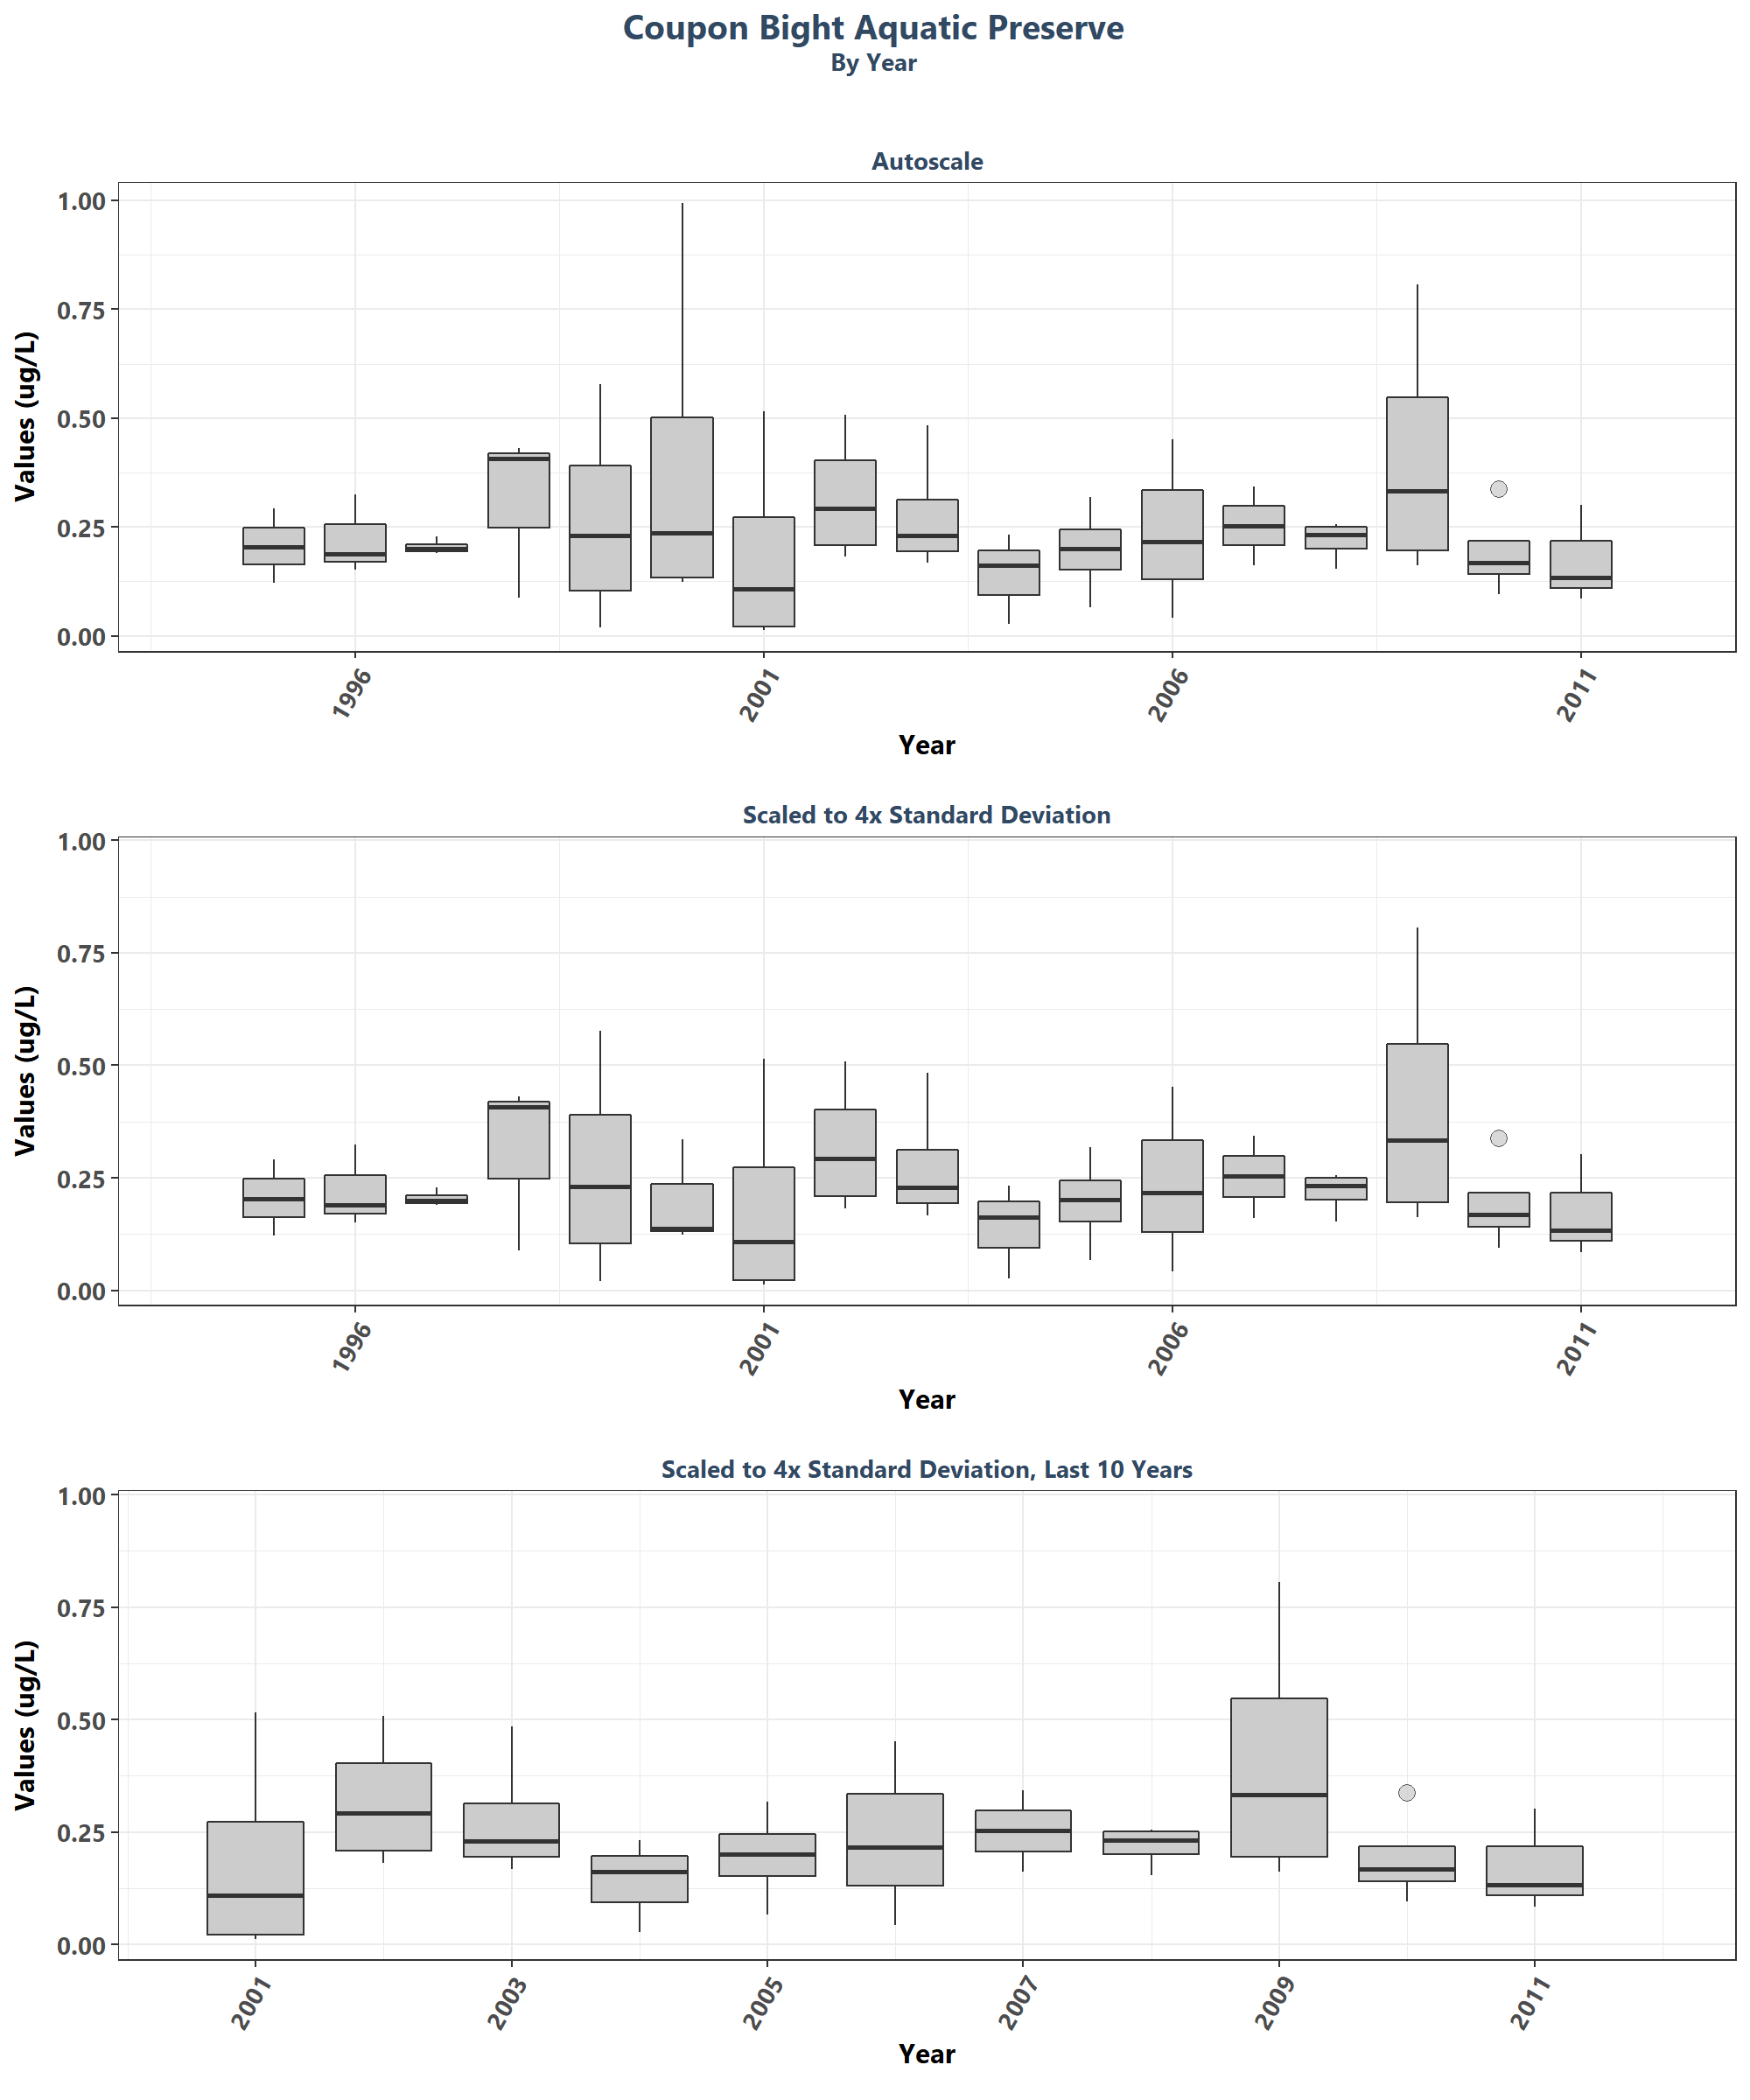 Coupon Bight Aquatic Preserve
By Year
Autoscale
Values (ug/L)
1.00
0.75
0.50
0.25
0.00
1996
2001
2006
2011
Year
Scaled to 4x Standard Deviation
Values (ug/L)
1.00
0.75
0.50
0.25
0.00
1996
2001
2006
2011
Year
Scaled to 4x Standard Deviation, Last 10 Years
Values (ug/L)
1.00
0.75
0.50
0.25
0.00
2001
2003
2005
2007
2009
2011
Year